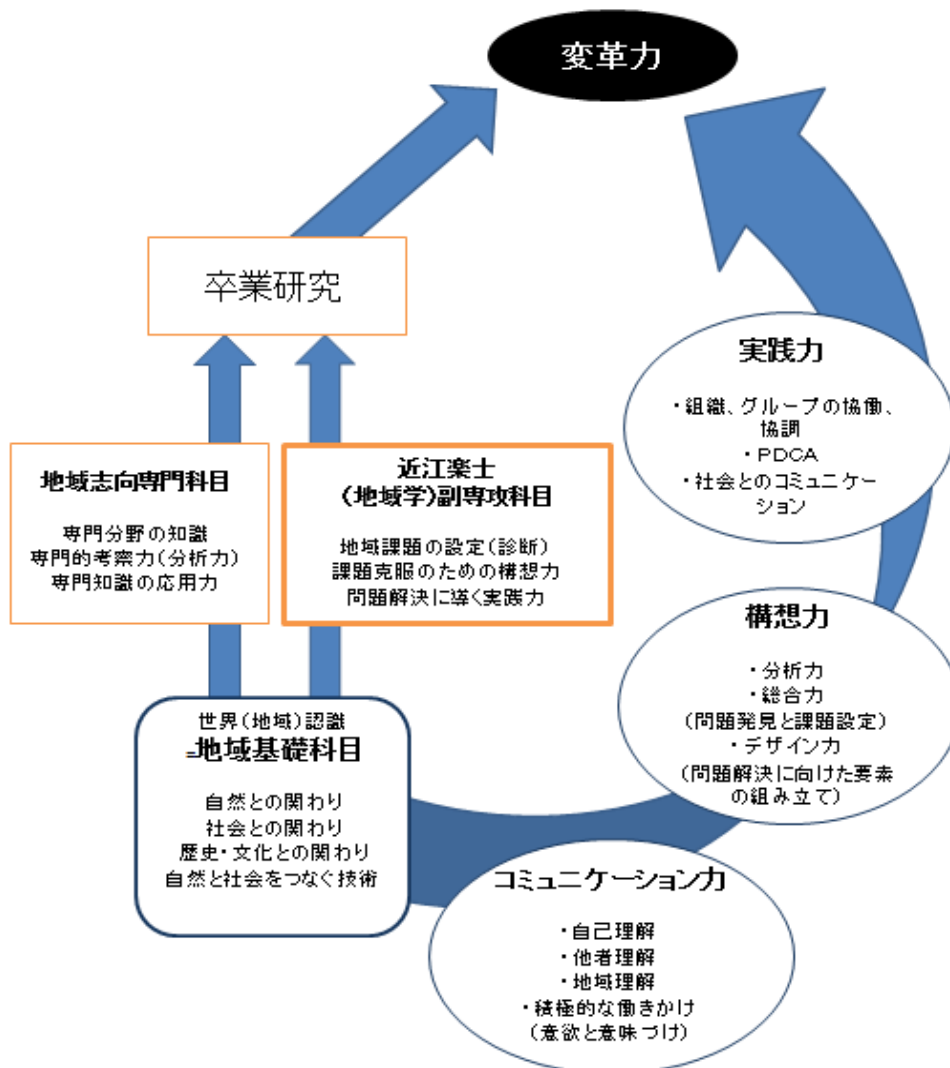 変革力
卒業研究
実践力
・組織、グループの協働、
協調
・PDCA
・社会とのコミュニケー
ション
地域志向専門科目
専門分野の知識
専門的考察力(分析力)
専門知識の応用力
近江楽士
(地域学)副専攻科目
地域課題の設定(診断)
課題克服のための構想力
問題解決に導く実践力
構想力
・分析力
・総合力
(問題発見と課題設定)
・デザイン力
(問題解決に向けた要素
の組み立て)
世界(地域)認識
=地域基礎科目
自然との関わり
社会との関わり
歴史・文化との関わり
自然と社会をつなぐ技術
コミュニケーション力
・自己理解
・他者理解
・地域理解
・積極的な働きかけ
(意欲と意味づけ)